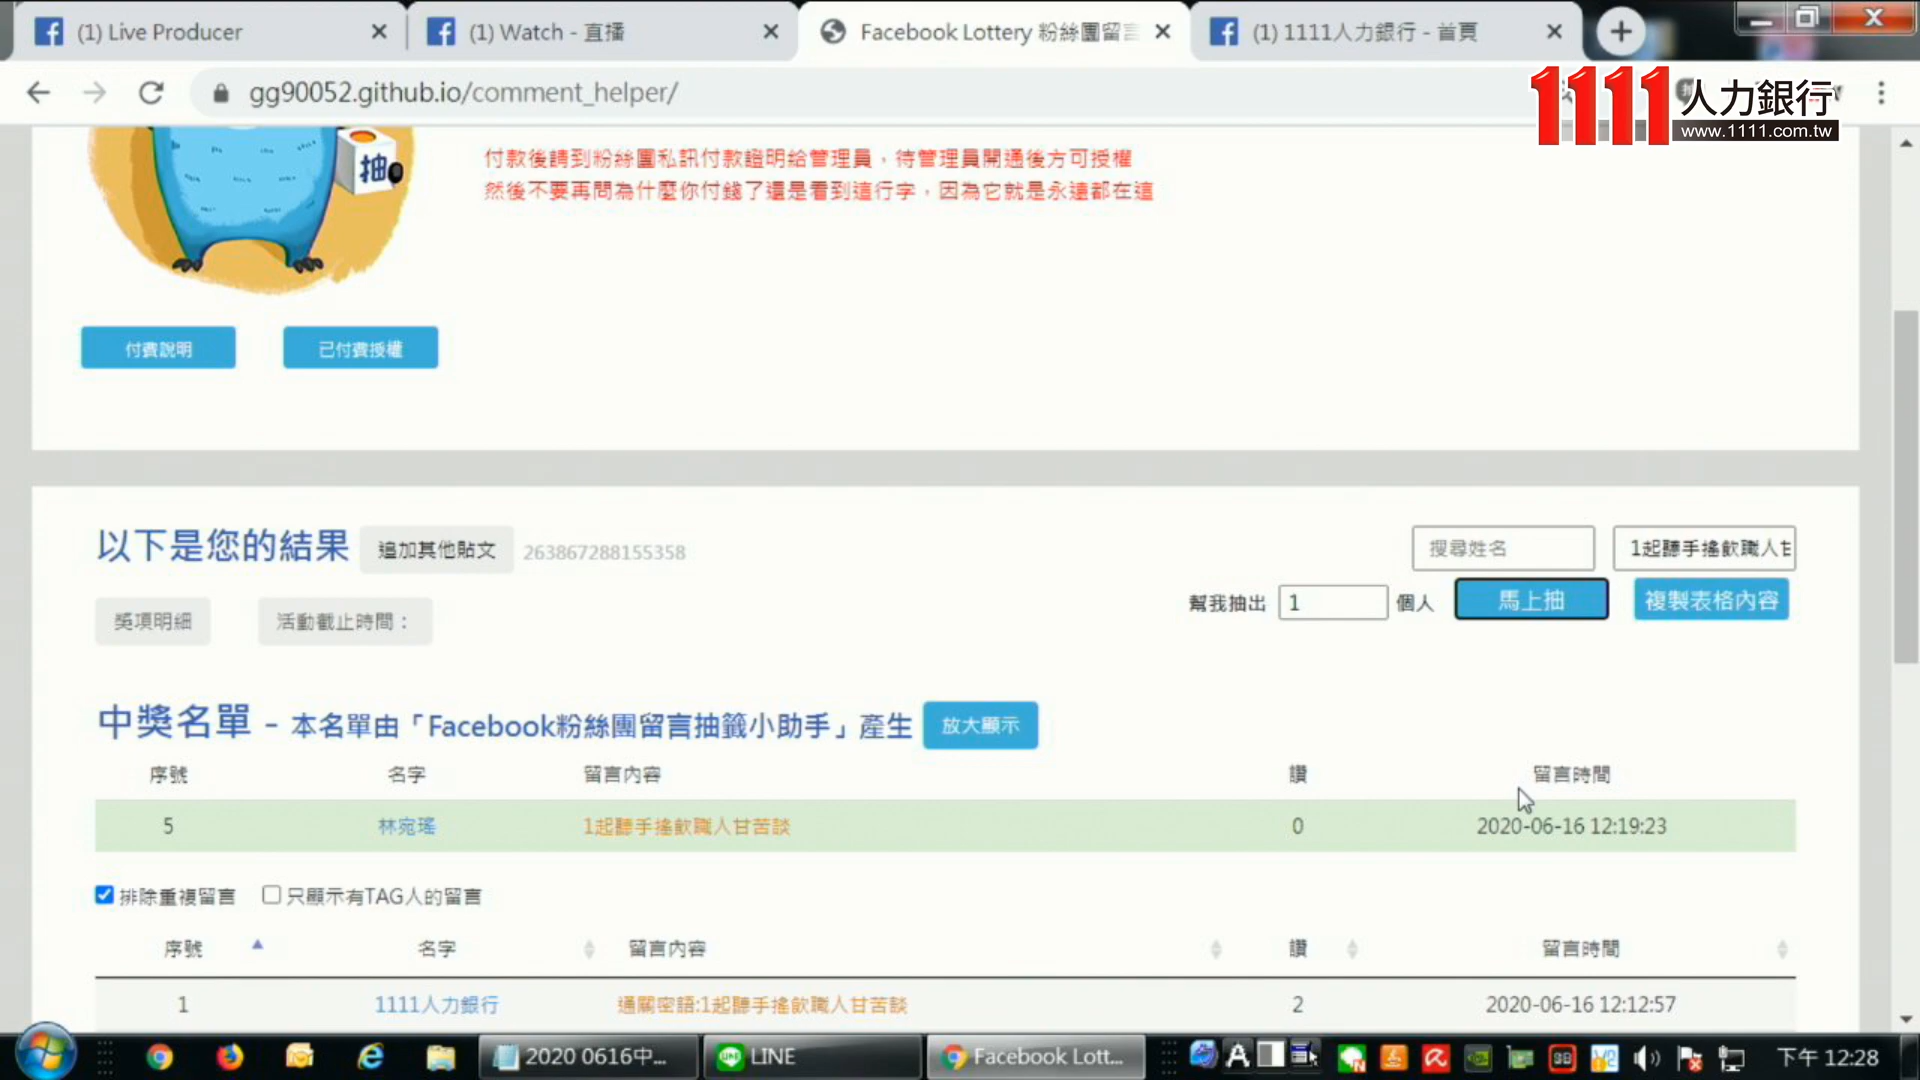 (1) Live Producer
(1) Watch - 直播
Facebook Lottery 粉絲團留言
(1) 1111人力銀行 - 首頁
gg90052.github.io/comment_helper/
1111人力銀行
www.1111.com.tw
抽
付款後請到粉絲團私訊付款證明給管理員，待管理員開通後方可授權
然後不要再問為什麼你付錢了還是看到這行字，因為它就是永遠都在這
付費說明
已付費授權
以下是您的結果
追加其他貼文
263867288155358
搜尋姓名
1起聽手搖飲職人甘
獎項明細
活動截止時間：
幫我抽出 1 個人
馬上抽
複製表格內容
中獎名單 - 本名單由「Facebook粉絲團留言抽籤小助手」產生
放大顯示
序號 名字 留言內容 讚 留言時間
5 林宛瑤 1起聽手搖飲職人甘苦談 0 2020-06-16 12:19:23
排除重複留言 只顯示有TAG人的留言
序號 名字 留言內容 讚 留言時間
1 1111人力銀行 通關密語:1起聽手搖飲職人甘苦談 2 2020-06-16 12:12:57
2020 0616中...
LINE
Facebook Lott...
下午 12:28